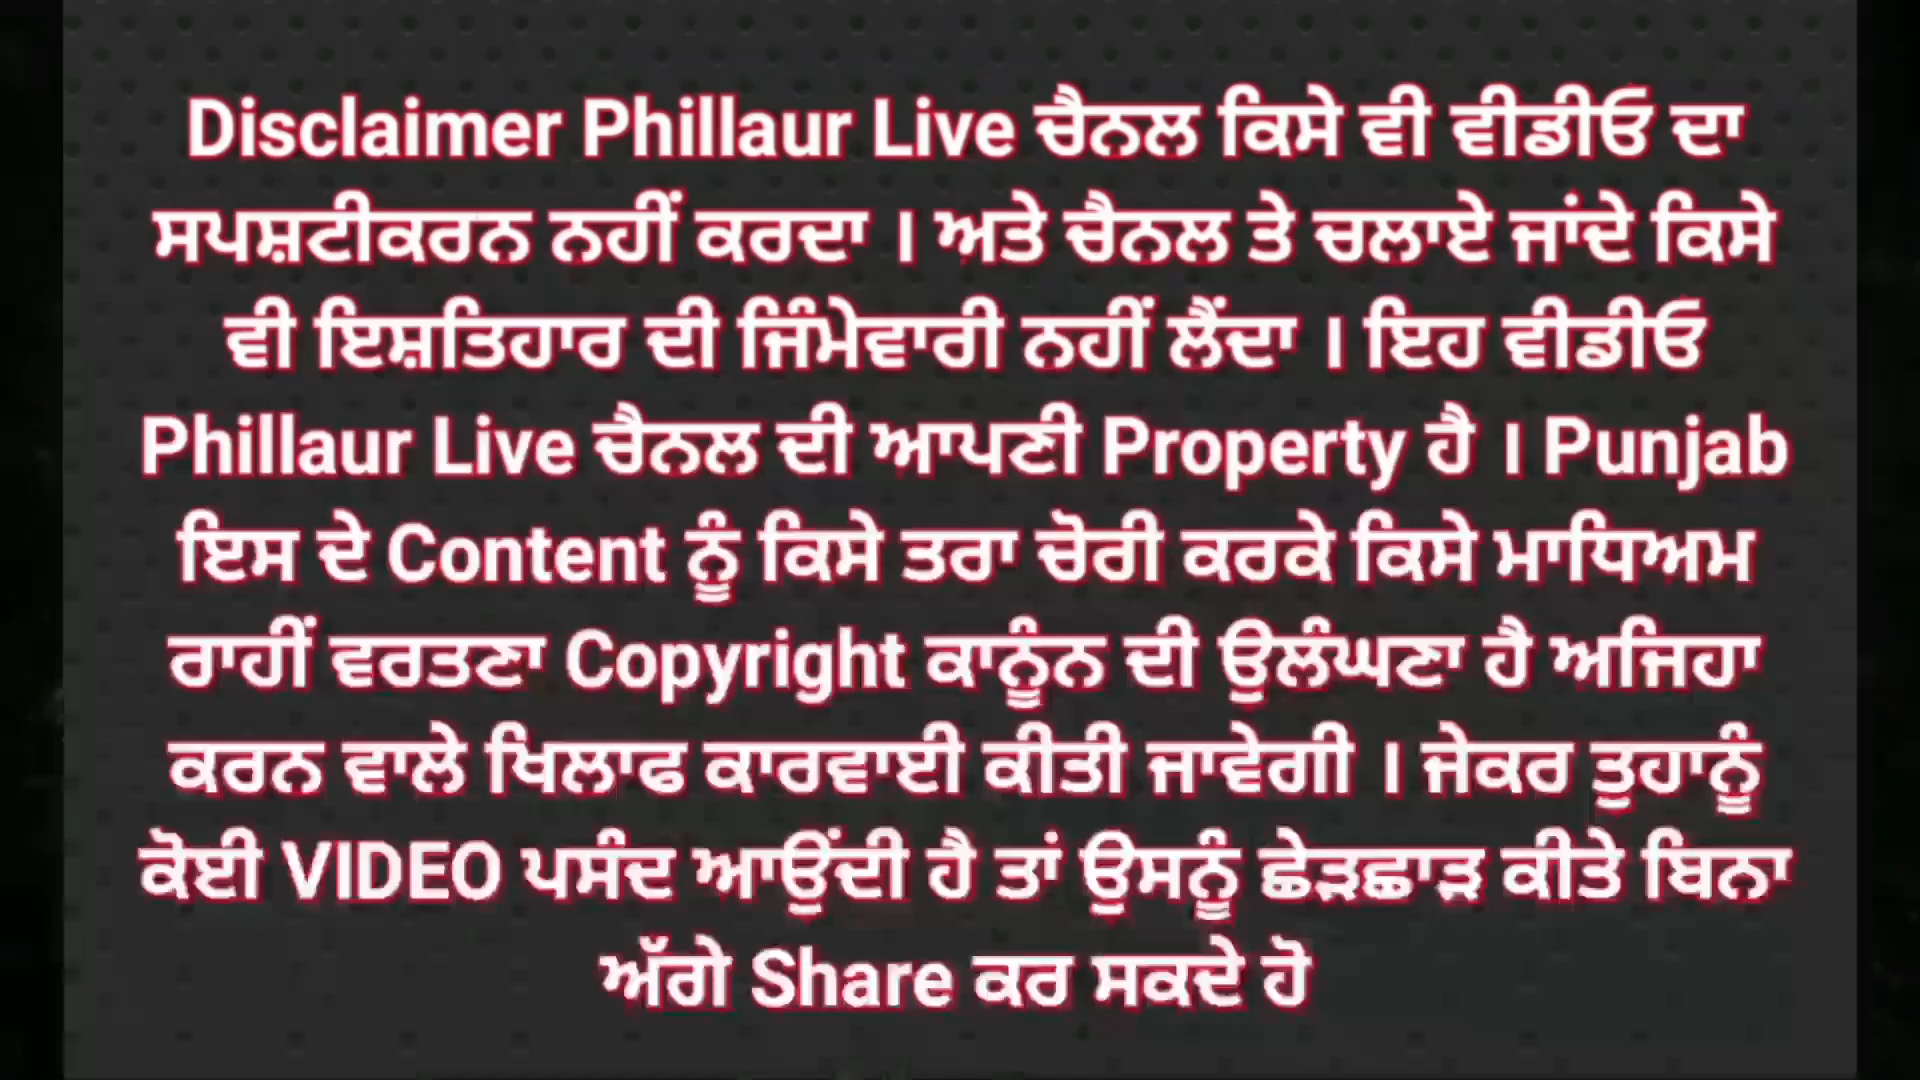 Disclaimer Phillaur Live ਚੈਨਲ ਕਿਸੇ ਵੀ ਵੀਡੀਓ ਦਾ
ਸਪਸ਼ਟੀਕਰਨ ਨਹੀਂ ਕਰਦਾ । ਅਤੇ ਚੈਨਲ ਤੇ ਚਲਾਏ ਜਾਂਦੇ ਕਿਸੇ
ਵੀ ਇਸ਼ਤਿਹਾਰ ਦੀ ਜਿੰਮੇਵਾਰੀ ਨਹੀਂ ਲੈਂਦਾ । ਇਹ ਵੀਡੀਓ
Phillaur Live ਚੈਨਲ ਦੀ ਆਪਣੀ Property ਹੈ । Punjab
ਇਸ ਦੇ Content ਨੂੰ ਕਿਸੇ ਤਰਾ ਚੋਰੀ ਕਰਕੇ ਕਿਸੇ ਮਾਧਿਅਮ
ਰਾਹੀਂ ਵਰਤਣਾ Copyright ਕਾਨੂੰਨ ਦੀ ਉਲੰਘਣਾ ਹੈ ਅਜਿਹਾ
ਕਰਨ ਵਾਲੇ ਖਿਲਾਫ ਕਾਰਵਾਈ ਕੀਤੀ ਜਾਵੇਗੀ । ਜੇਕਰ ਤੁਹਾਨੂੰ
ਕੋਈ VIDEO ਪਸੰਦ ਆਉਂਦੀ ਹੈ ਤਾਂ ਉਸਨੂੰ ਛੇੜਛਾੜ ਕੀਤੇ ਬਿਨਾ
ਅੱਗੇ Share ਕਰ ਸਕਦੇ ਹੋ